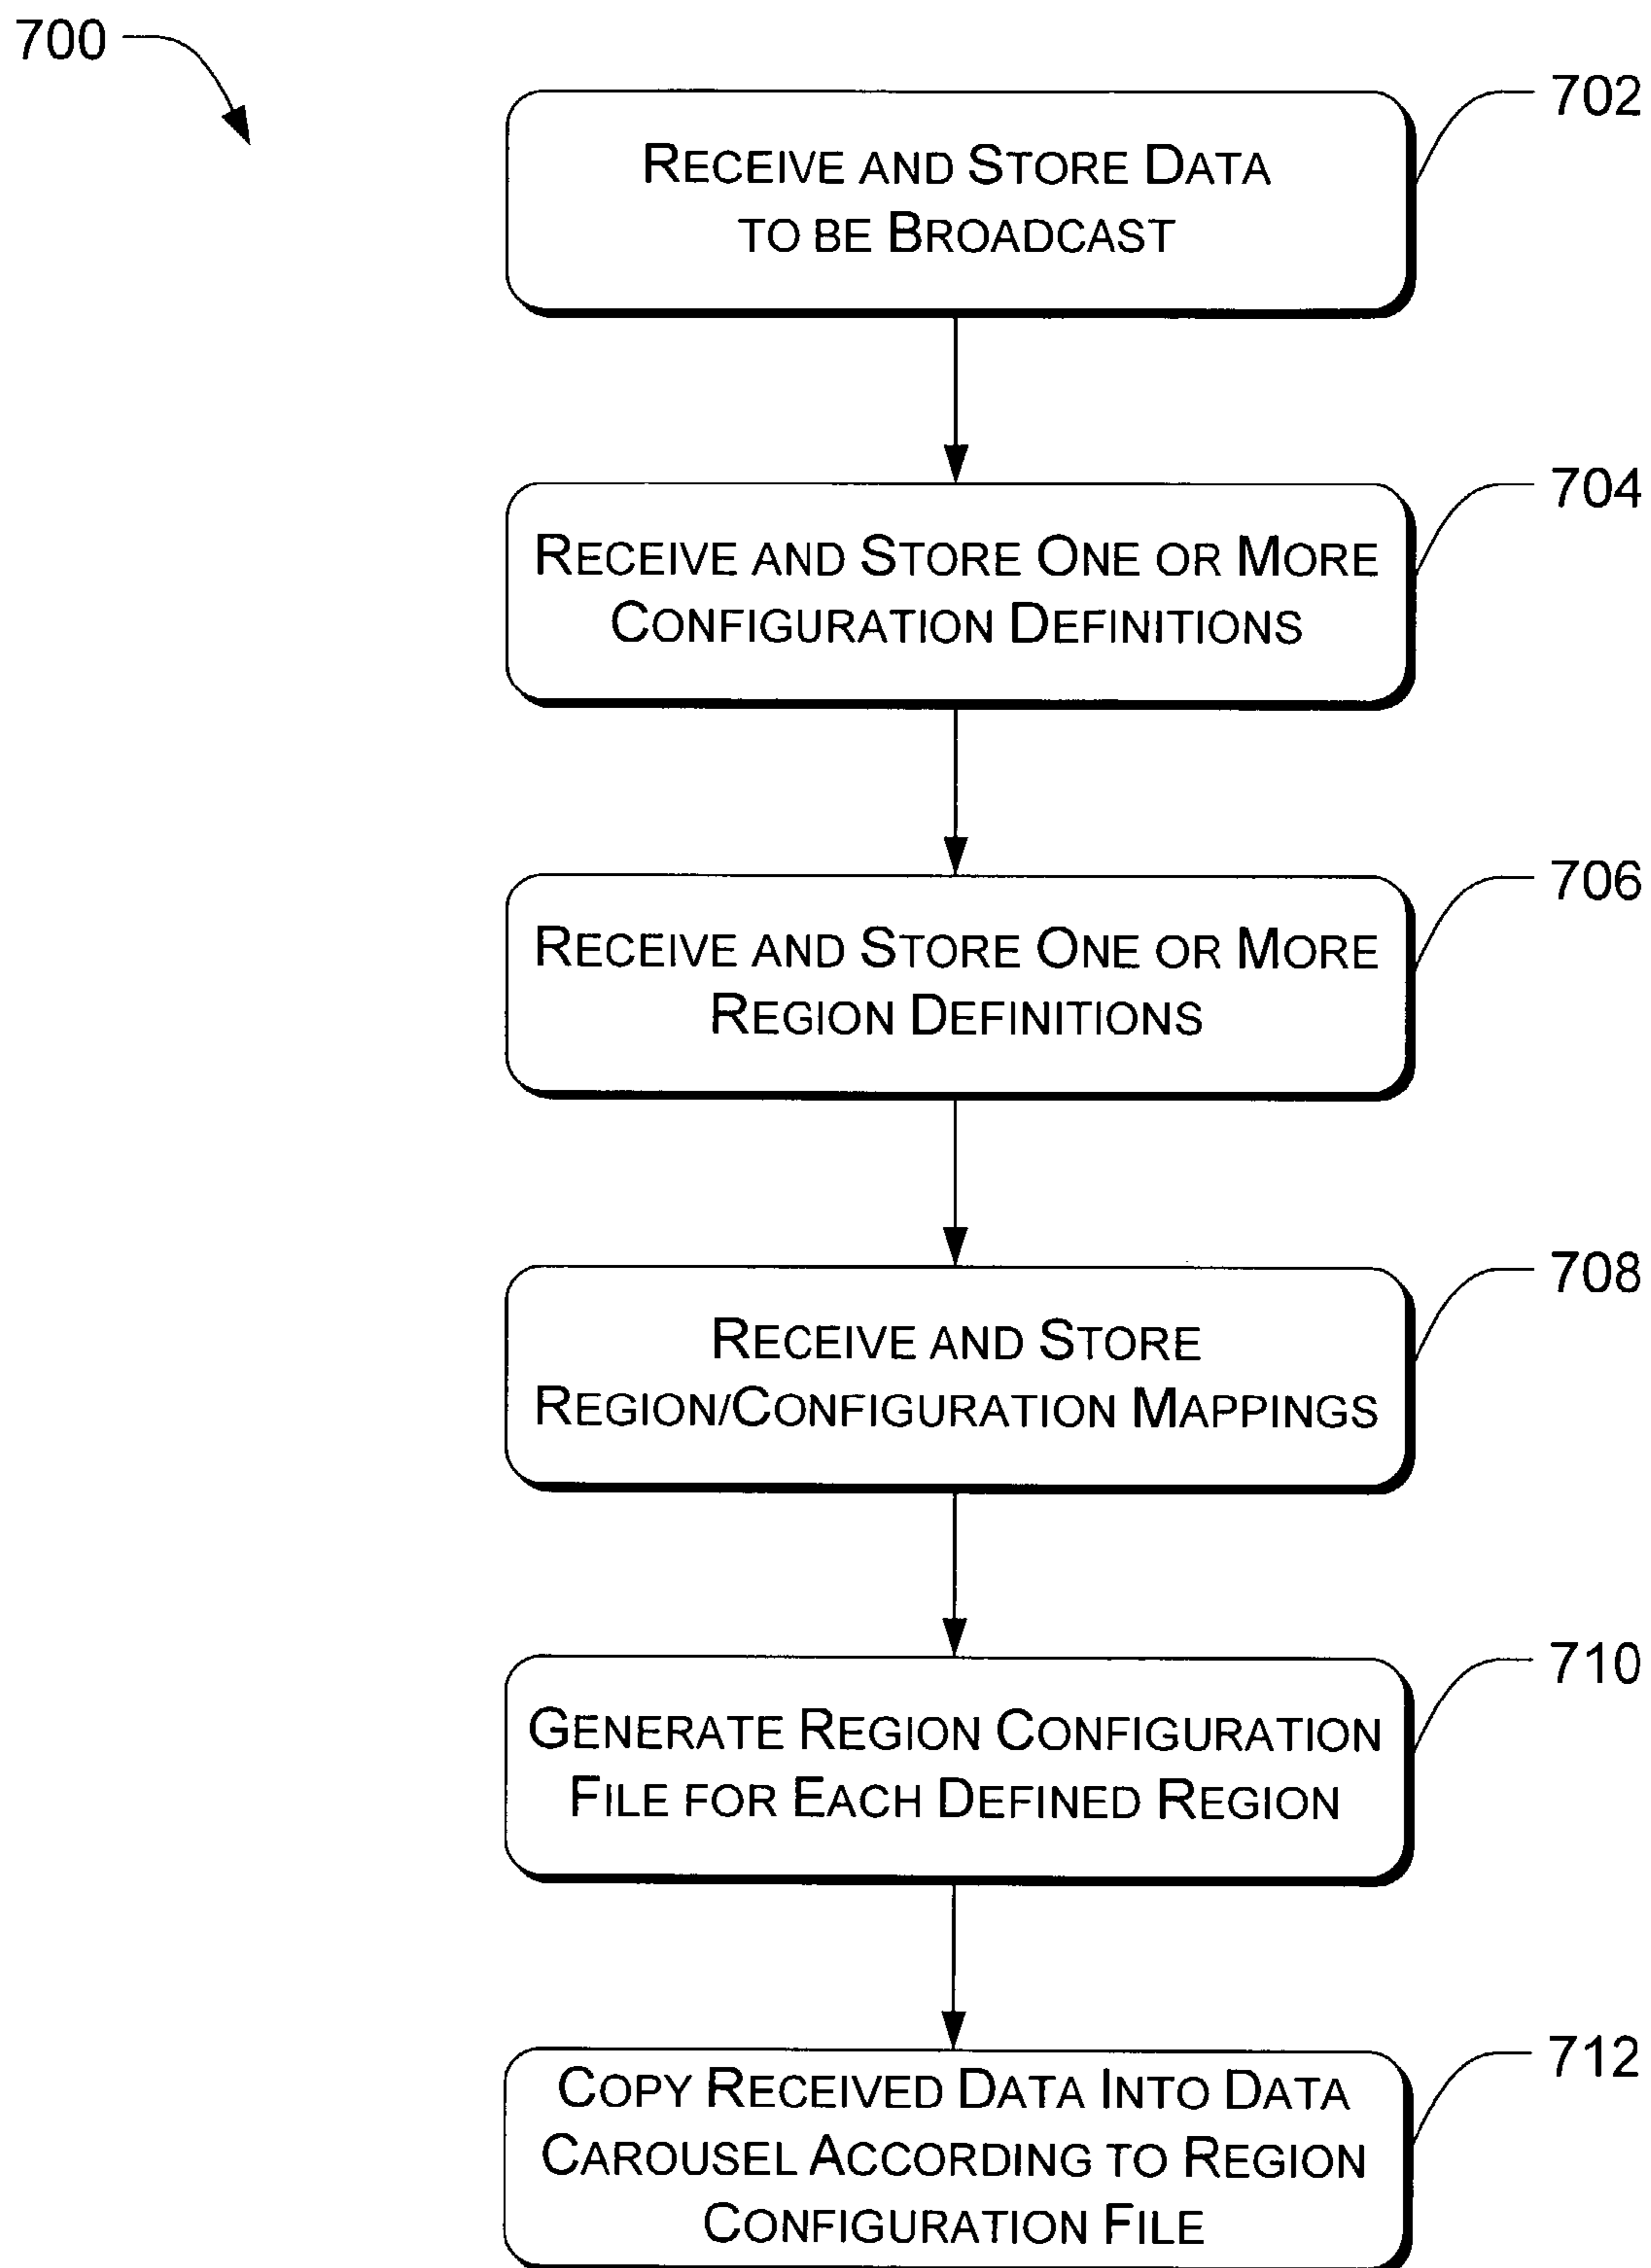 700
702
RECEIVE AND STORE DATA
TO BE BROADCAST
704
RECEIVE AND STORE ONE OR MORE
CONFIGURATION DEFINITIONS
706
RECEIVE AND STORE ONE OR MORE
REGION DEFINITIONS
708
RECEIVE AND STORE
REGION/CONFIGURATION MAPPINGS
710
GENERATE REGION CONFIGURATION
FILE FOR EACH DEFINED REGION
712
COPY RECEIVED DATA INTO DATA
CAROUSEL ACCORDING TO REGION
CONFIGURATION FILE